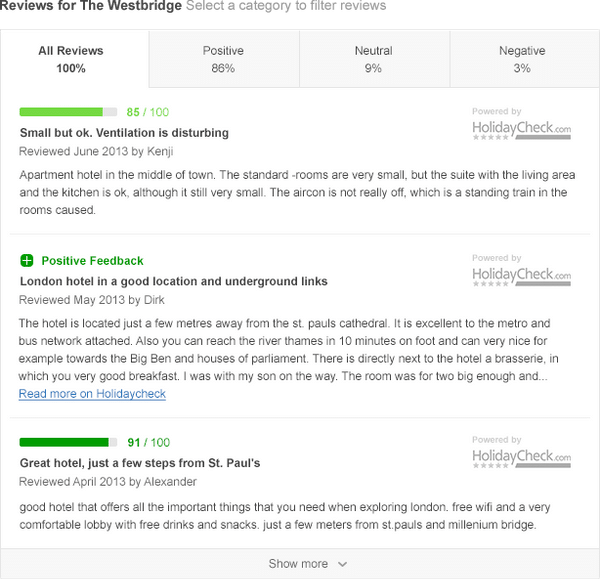 Reviews for The Westbridge Select a category to filter reviews
All Reviews
100%
Positive
86%
Neutral
9%
Negative
3%
85 / 100
Powered by
HolidayCheck.com
Small but ok. Ventilation is disturbing
Reviewed June 2013 by Kenji
Apartment hotel in the middle of town. The standard -rooms are very small, but the suite with the living area
and the kitchen is ok, although it still very small. The aircon is not really off, which is a standing train in the
rooms caused.
Positive Feedback
Powered by
HolidayCheck.com
London hotel in a good location and underground links
Reviewed May 2013 by Dirk
The hotel is located just a few metres away from the st. pauls cathedral. It is excellent to the metro and
bus network attached. Also you can reach the river thames in 10 minutes on foot and can very nice for
example towards the Big Ben and houses of parliament. There is directly next to the hotel a brasserie, in
which you very good breakfast. I was with my son on the way. The room was for two big enough and...
Read more on Holidaycheck
91 / 100
Powered by
HolidayCheck.com
Great hotel, just a few steps from St. Paul's
Reviewed April 2013 by Alexander
good hotel that offers all the important things that you need when exploring london. free wifi and a very
comfortable lobby with free drinks and snacks. just a few meters from st.pauls and millenium bridge.
Show more